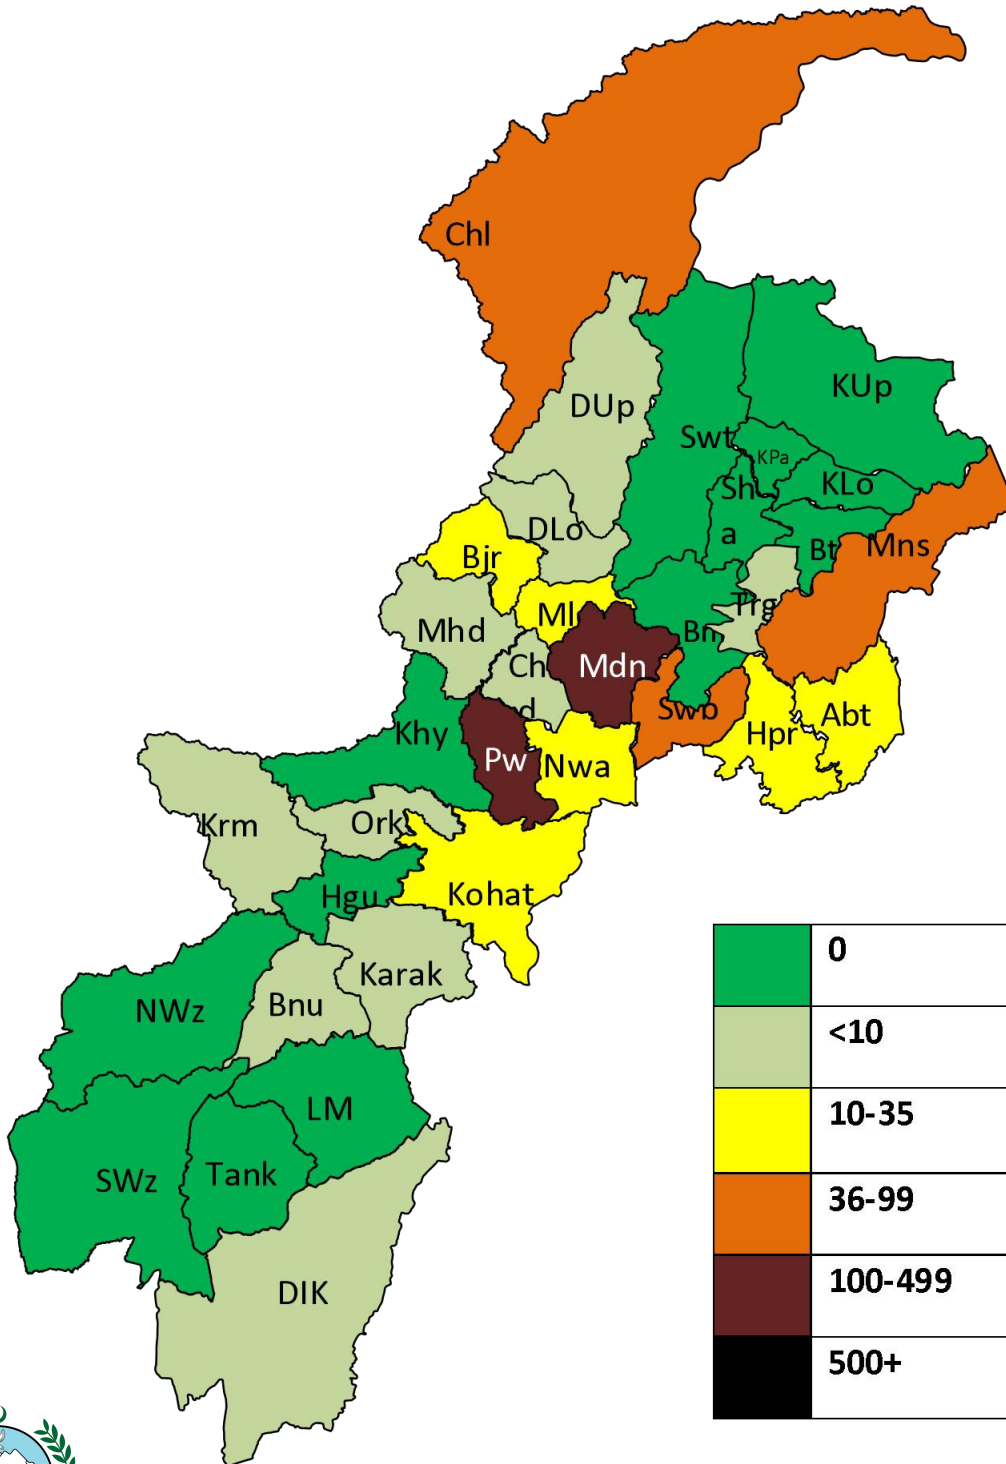 Chl
KUp
DUp
Swt
KPa
KLo
Sh
a
DLo
Bt
Mns
Bjr
Trg
Ml
Mhd
Bn
Ch
Mdn
d
Swb
Abt
Khy
Hpr
Pw
Nwa
Krm
Ork
Hgu
Kohat
Karak
Bnu
NWz
LM
Tank
SWz
DIK
0
<10
10-35
36-99
100-499
500+